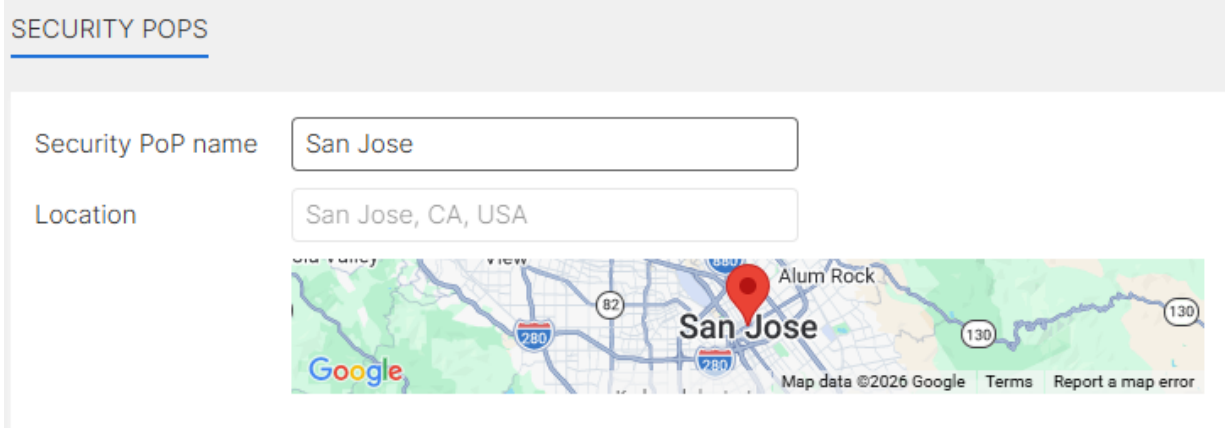 SECURITY POPS
Security PoP name San Jose
Location San Jose, CA, USA
View 880 Alum Rock
82 San Jose 130 130
280 280
Google Map data ©2026 Google Terms Report a map error